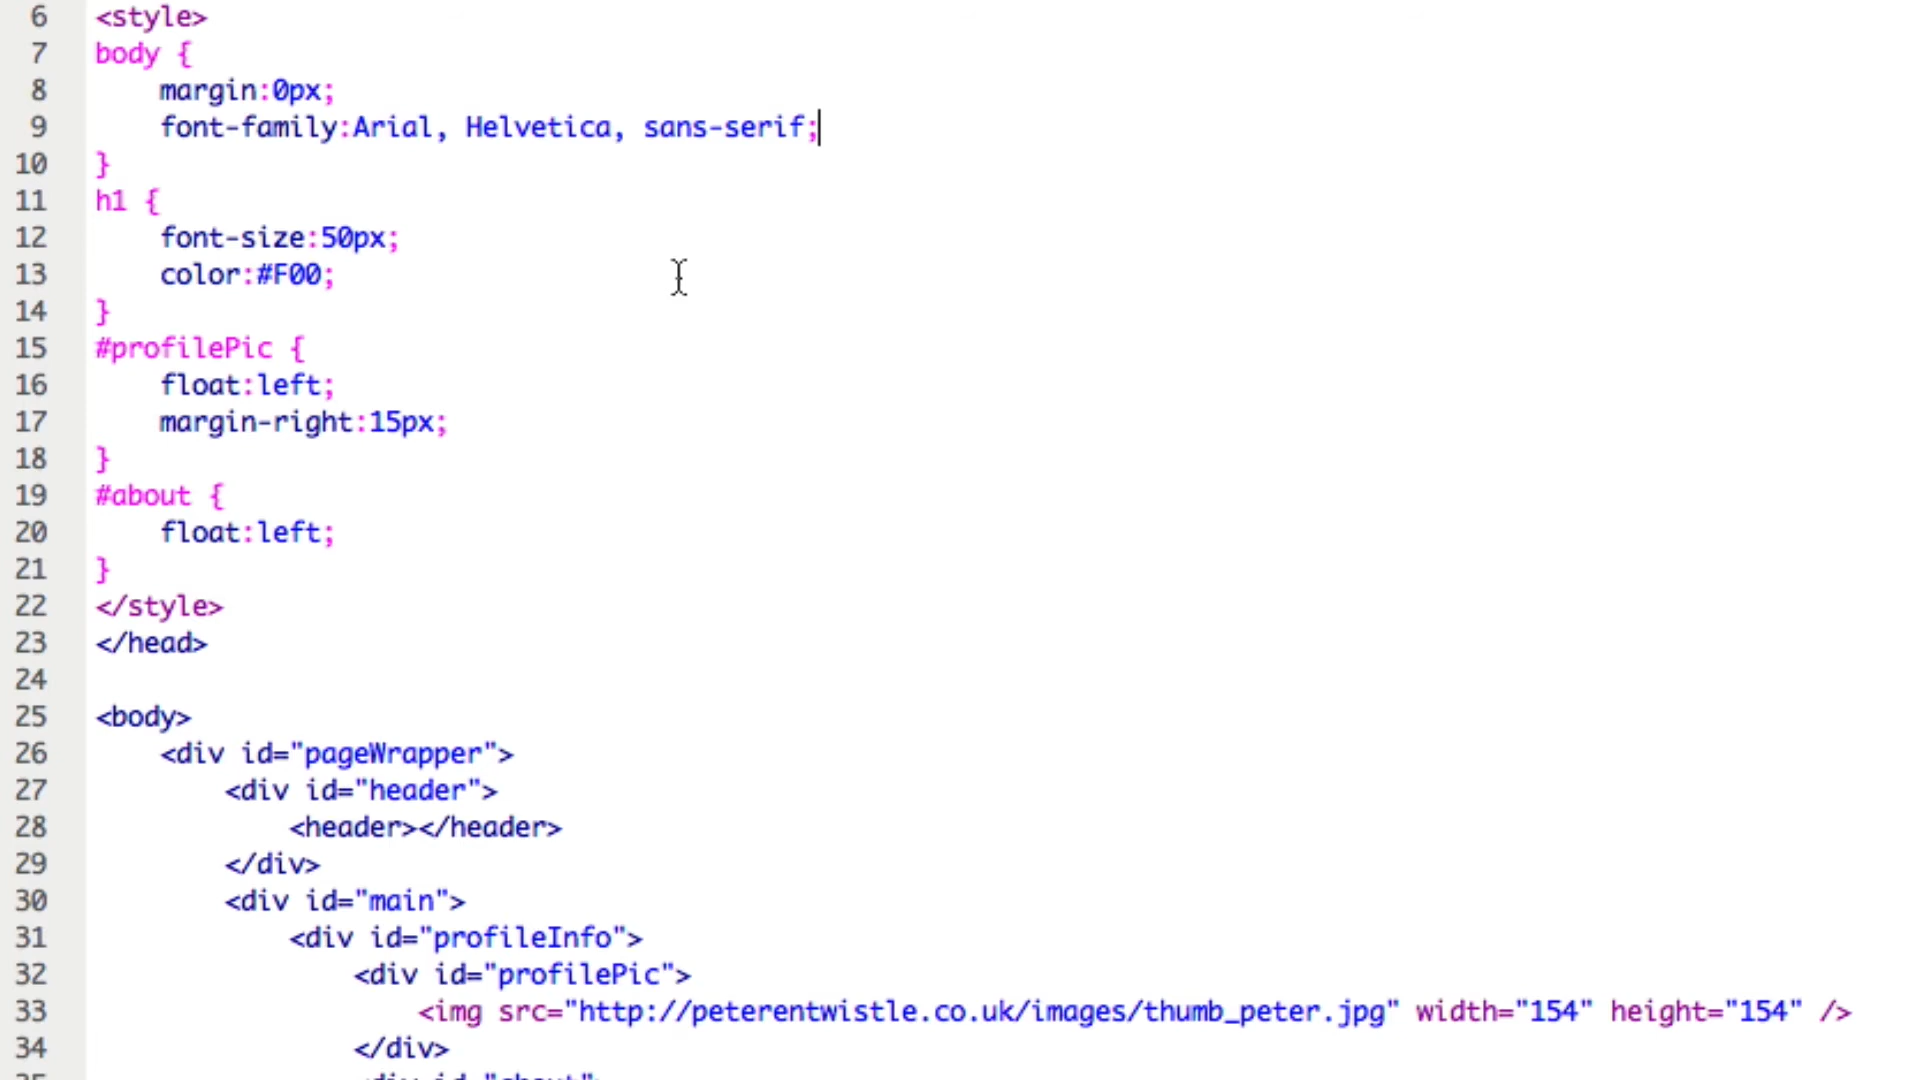 6 <style>
7 body {
8 margin:0px;
9 font-family:Arial, Helvetica, sans-serif;
10 }
11 h1 {
12 font-size:50px;
13 color:#F00;
14 }
15 #profilePic {
16 float:left;
17 margin-right:15px;
18 }
19 #about {
20 float:left;
21 }
22 </style>
23 </head>
24
25 <body>
26 <div id="pageWrapper">
27 <div id="header">
28 <header></header>
29 </div>
30 <div id="main">
31 <div id="profileInfo">
32 <div id="profilePic">
33 <img src="http://peterentwistle.co.uk/images/thumb_peter.jpg" width="154" height="154" />
34 </div>
35 <div id="about">